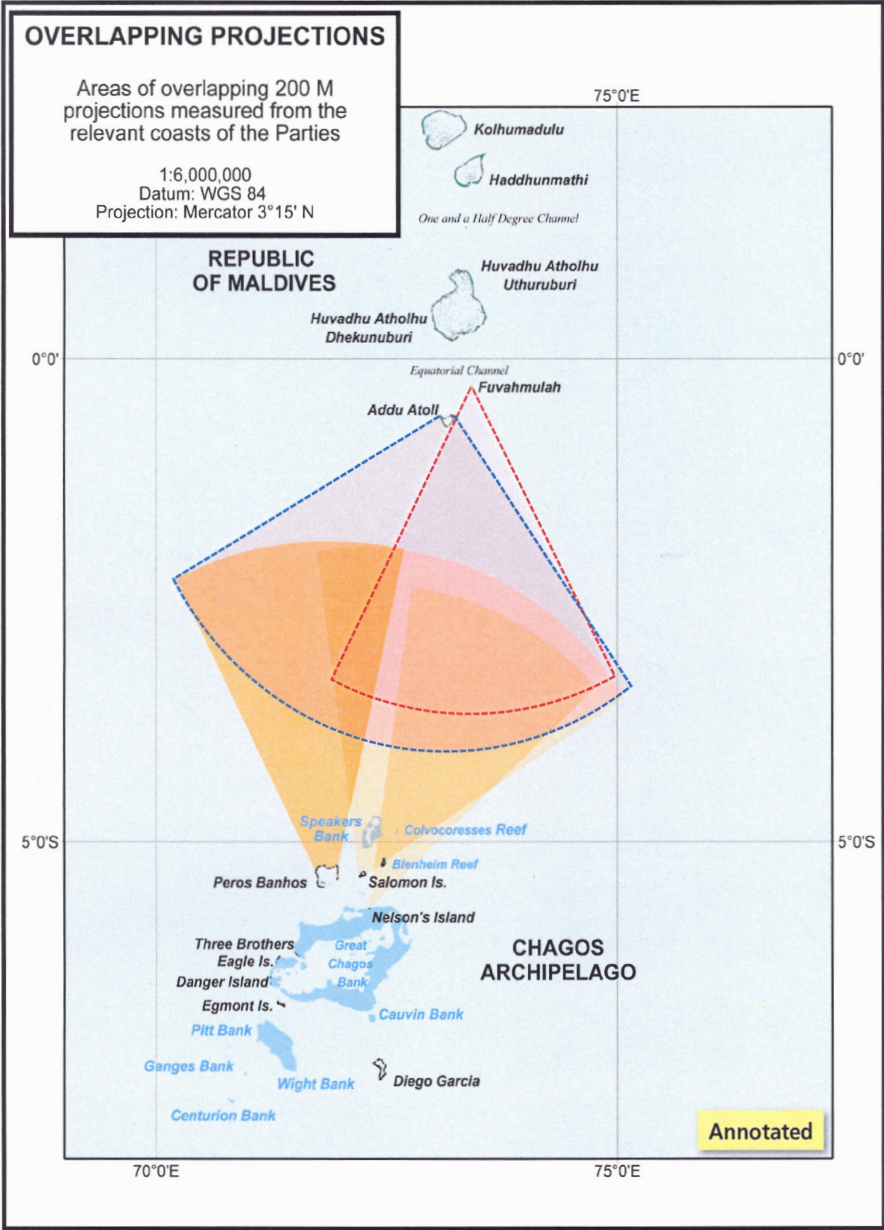 OVERLAPPING PROJECTIONS
Areas of overlapping 200 M
projections measured from the
relevant coasts of the Parties
1:6,000,000
Datum: WGS 84
Projection: Mercator 3°15' N
75°0'E
Kolhumadulu
Haddhunmathi
One and a Half Degree Channel
REPUBLIC
OF MALDIVES
Huvadhu Atholhu
Uthuruburi
Huvadhu Atholhu
Dhekunuburi
0°0'
0°0'
Equatorial Channel
Fuvahmulah
Addu Atoll
Speakers
Bank
Colvocoresses Reef
5°0'S
5°0'S
Blenheim Reef
Peros Banhos
Salomon Is.
Nelson's Island
Three Brothers
Eagle Is.
Danger Island
Great
Chagos
Bank
CHAGOS
ARCHIPELAGO
Egmont Is.
Cauvin Bank
Pitt Bank
Ganges Bank
Wight Bank
Diego Garcia
Centurion Bank
Annotated
70°0'E
75°0'E